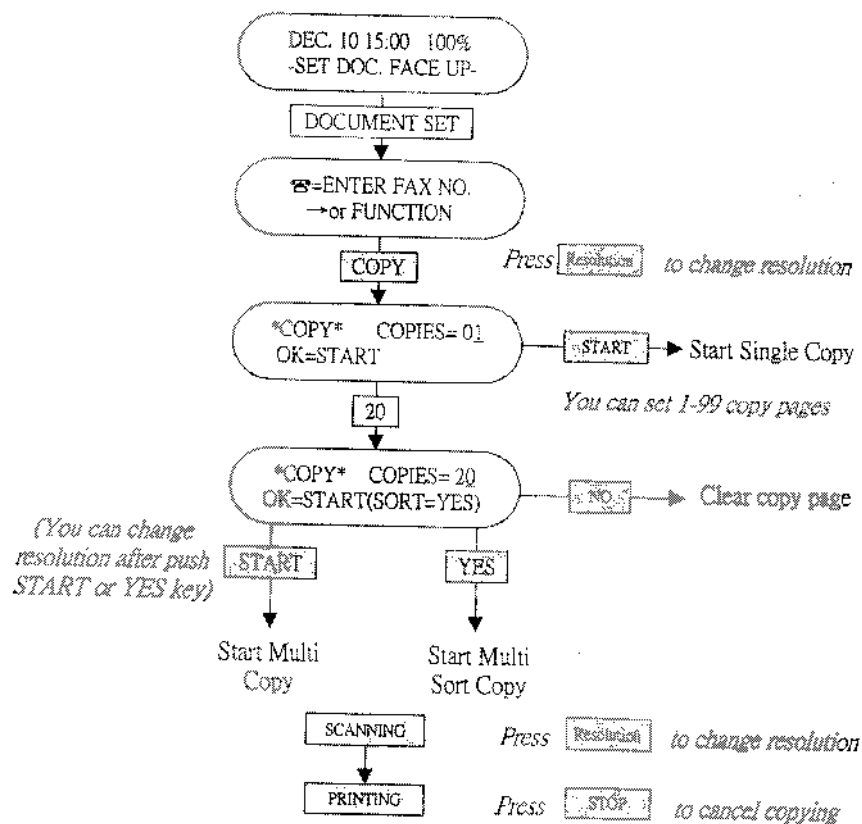 DEC. 10 15:00 100%
-SET DOC. FACE UP-
DOCUMENT SET
☎=ENTER FAX NO.
→or FUNCTION
COPY
Press Resolution to change resolution
*COPY* COPIES= 01
OK=START
START
Start Single Copy
20
You can set 1-99 copy pages
*COPY* COPIES= 20
OK=START(SORT=YES)
NO
Clear copy page
(You can change
resolution after push
START or YES key)
START
YES
Start Multi
Copy
Start Multi
Sort Copy
SCANNING
Press Resolution to change resolution
PRINTING
Press STOP to cancel copying